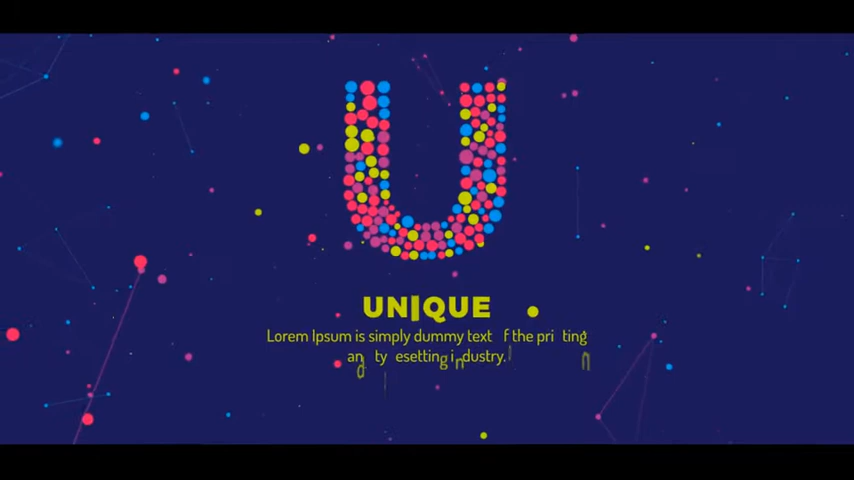 U
UNIQUE
Lorem Ipsum is simply dummy text f the pri ting
an ty esetting i dustry.